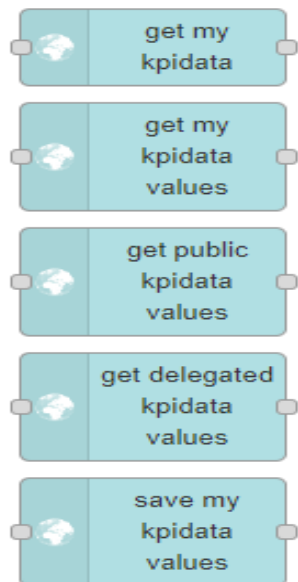 get my
kpidata
get my
kpidata
values
get public
kpidata
values
get delegated
kpidata
values
save my
kpidata
values